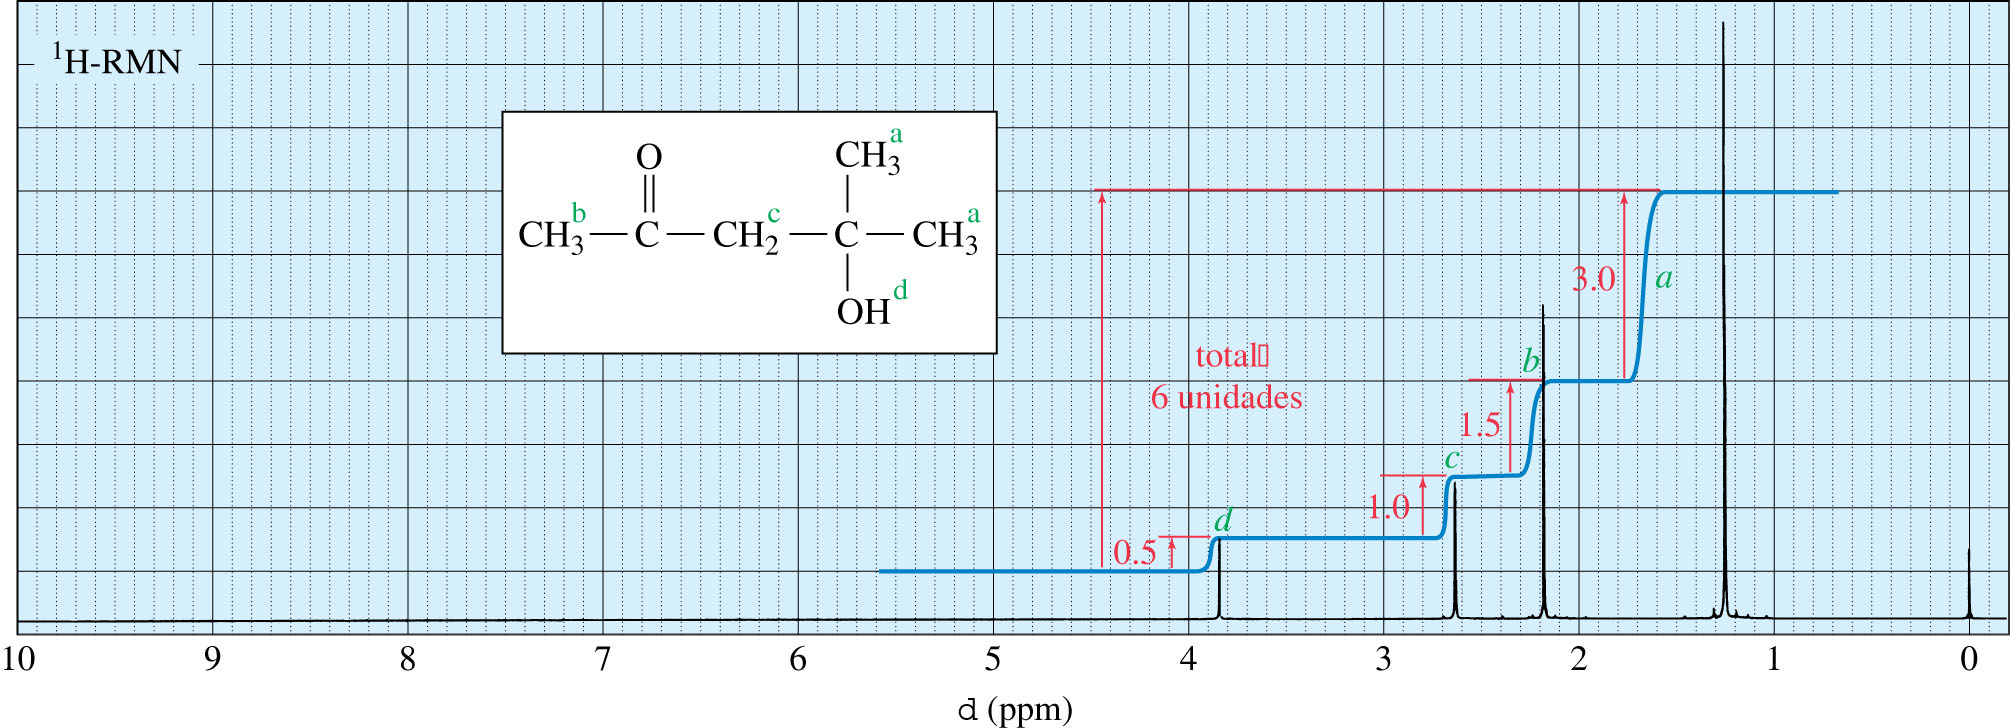 ¹H-RMN
CH₃ᵃ
O
CH₃ᵇ—C—CH₂ᶜ—C—CH₃ᵃ
OHᵈ
3.0
a
total
6 unidades
b
1.5
c
1.0
d
0.5
10 9 8 7 6 5 4 3 2 1 0
d (ppm)